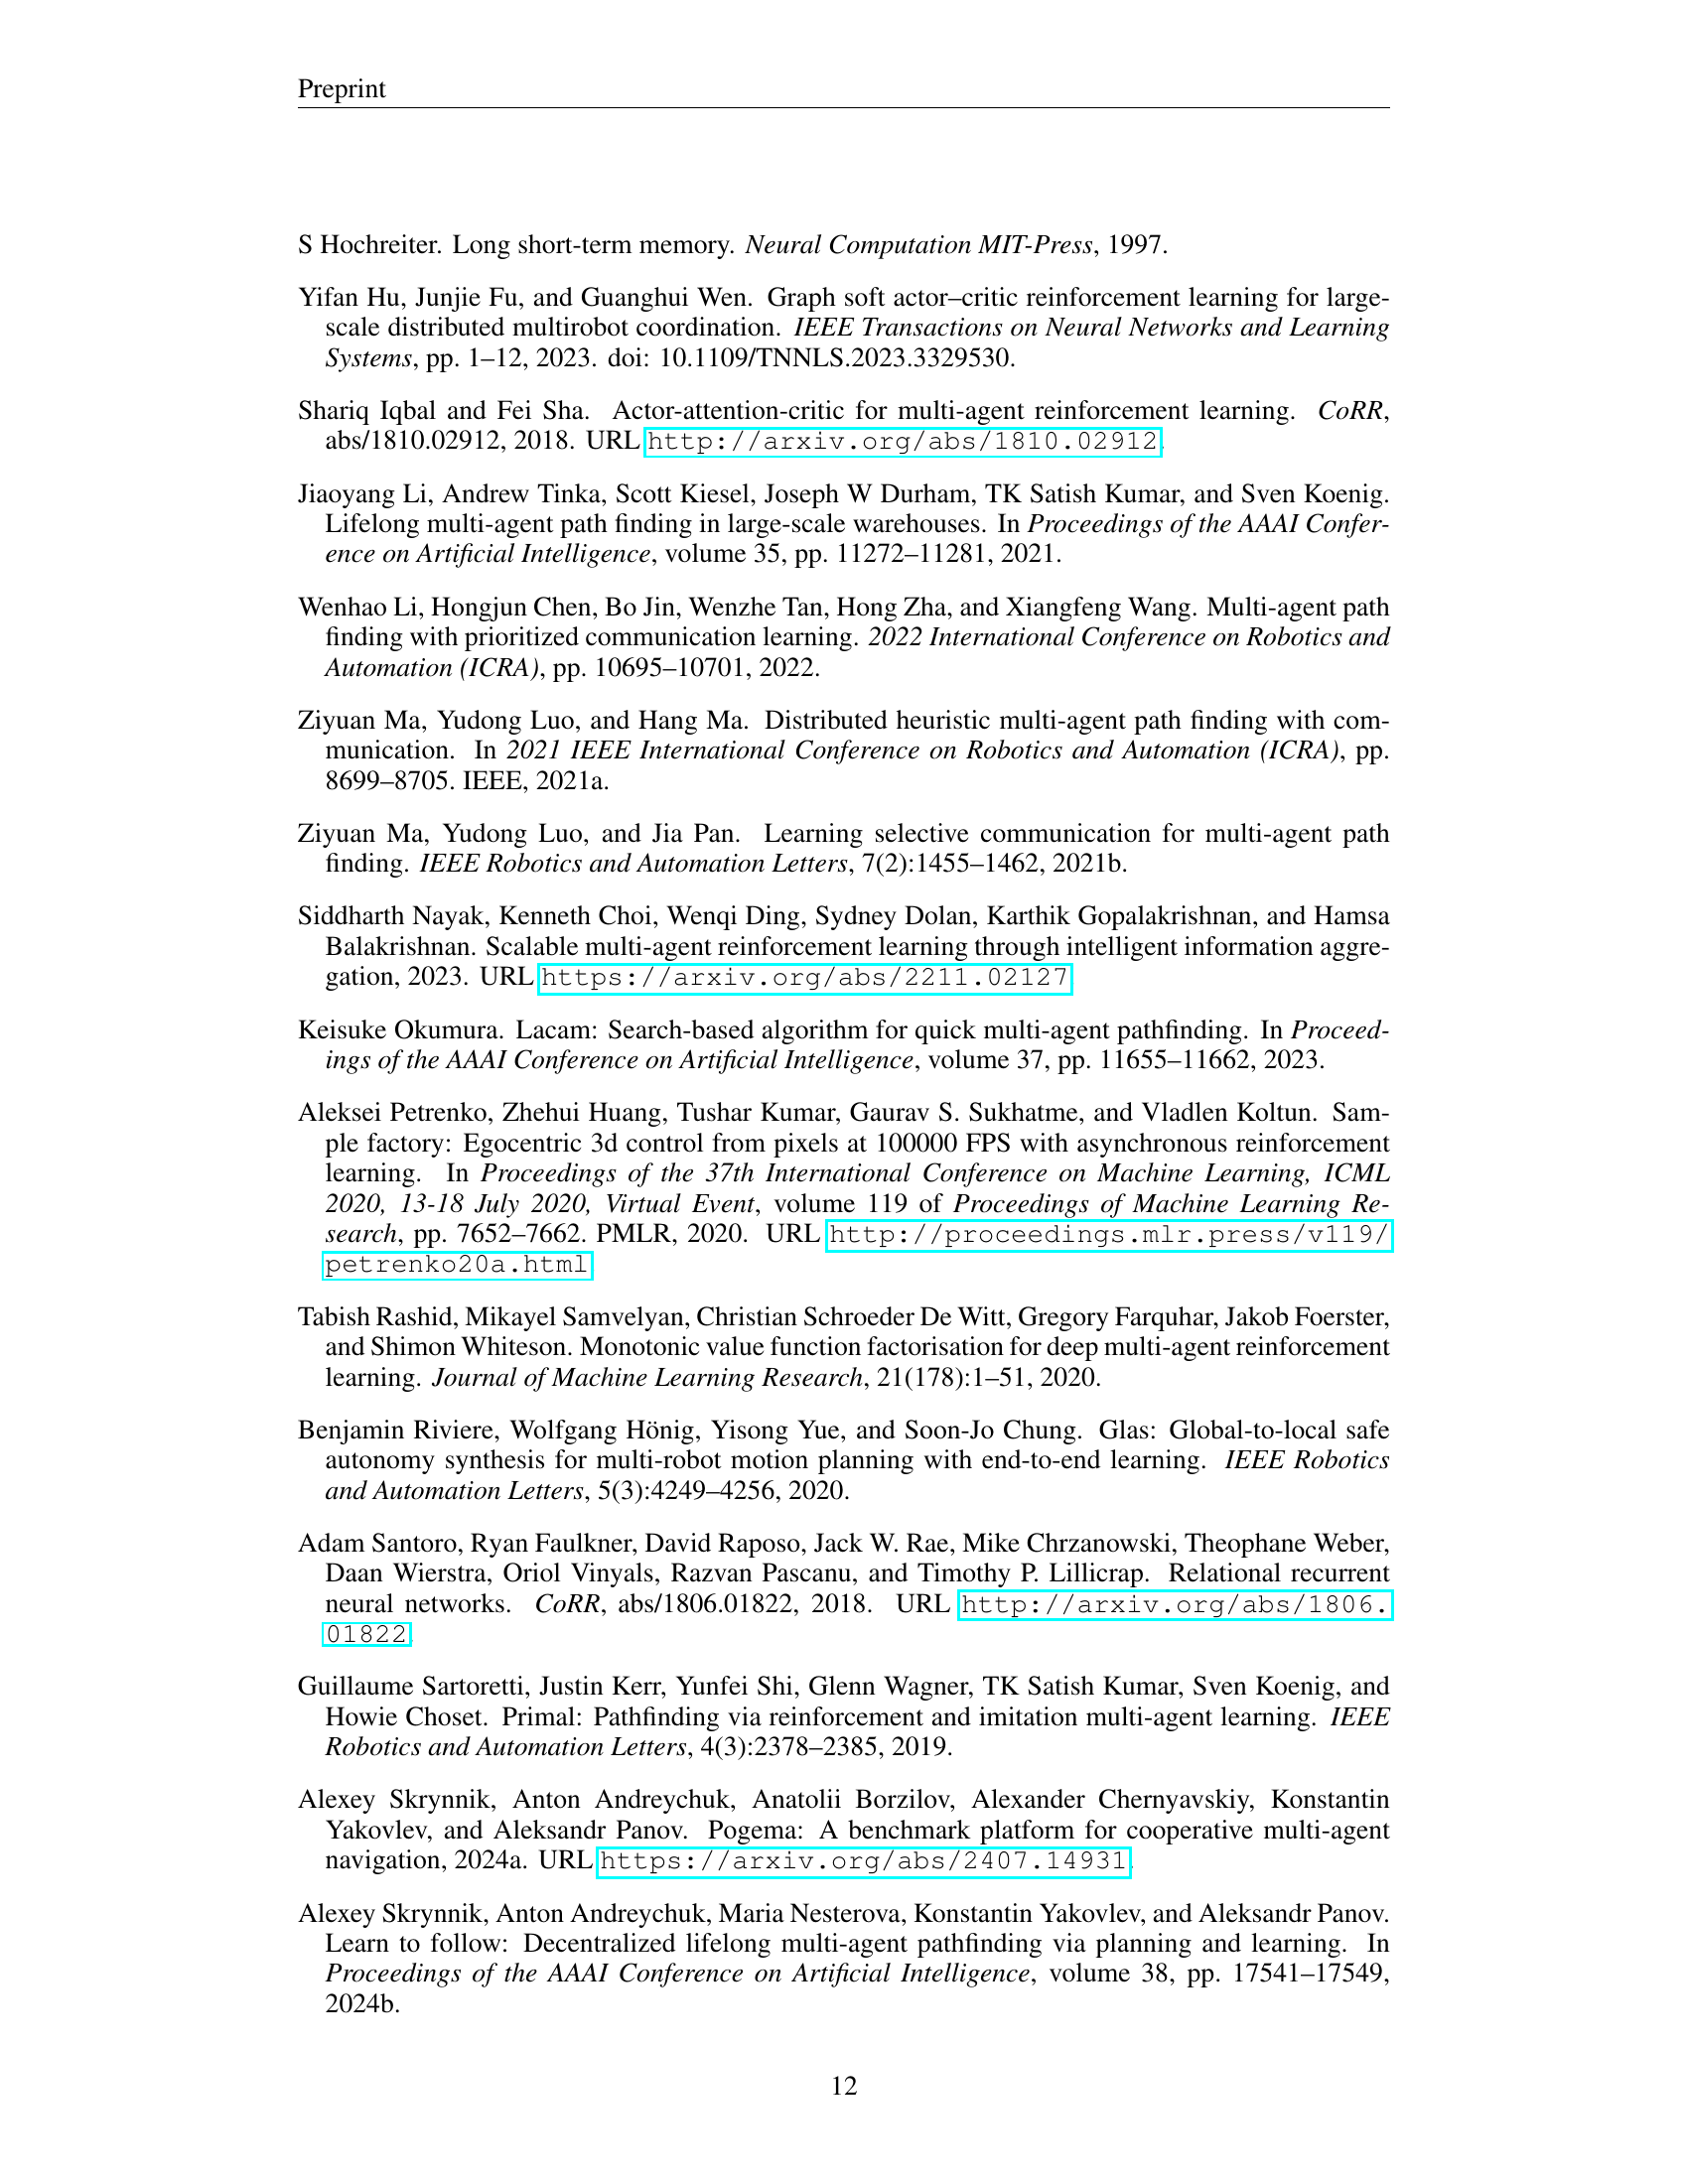 Preprint
S Hochreiter. Long short-term memory. Neural Computation MIT-Press, 1997.
Yifan Hu, Junjie Fu, and Guanghui Wen. Graph soft actor–critic reinforcement learning for large-
scale distributed multirobot coordination. IEEE Transactions on Neural Networks and Learning
Systems, pp. 1–12, 2023. doi: 10.1109/TNNLS.2023.3329530.
Shariq Iqbal and Fei Sha. Actor-attention-critic for multi-agent reinforcement learning. CoRR,
abs/1810.02912, 2018. URL http://arxiv.org/abs/1810.02912.
Jiaoyang Li, Andrew Tinka, Scott Kiesel, Joseph W Durham, TK Satish Kumar, and Sven Koenig.
Lifelong multi-agent path finding in large-scale warehouses. In Proceedings of the AAAI Confer-
ence on Artificial Intelligence, volume 35, pp. 11272–11281, 2021.
Wenhao Li, Hongjun Chen, Bo Jin, Wenzhe Tan, Hong Zha, and Xiangfeng Wang. Multi-agent path
finding with prioritized communication learning. 2022 International Conference on Robotics and
Automation (ICRA), pp. 10695–10701, 2022.
Ziyuan Ma, Yudong Luo, and Hang Ma. Distributed heuristic multi-agent path finding with com-
munication. In 2021 IEEE International Conference on Robotics and Automation (ICRA), pp.
8699–8705. IEEE, 2021a.
Ziyuan Ma, Yudong Luo, and Jia Pan. Learning selective communication for multi-agent path
finding. IEEE Robotics and Automation Letters, 7(2):1455–1462, 2021b.
Siddharth Nayak, Kenneth Choi, Wenqi Ding, Sydney Dolan, Karthik Gopalakrishnan, and Hamsa
Balakrishnan. Scalable multi-agent reinforcement learning through intelligent information aggre-
gation, 2023. URL https://arxiv.org/abs/2211.02127.
Keisuke Okumura. Lacam: Search-based algorithm for quick multi-agent pathfinding. In Proceed-
ings of the AAAI Conference on Artificial Intelligence, volume 37, pp. 11655–11662, 2023.
Aleksei Petrenko, Zhehui Huang, Tushar Kumar, Gaurav S. Sukhatme, and Vladlen Koltun. Sam-
ple factory: Egocentric 3d control from pixels at 100000 FPS with asynchronous reinforcement
learning. In Proceedings of the 37th International Conference on Machine Learning, ICML
2020, 13-18 July 2020, Virtual Event, volume 119 of Proceedings of Machine Learning Re-
search, pp. 7652–7662. PMLR, 2020. URL http://proceedings.mlr.press/v119/
petrenko20a.html.
Tabish Rashid, Mikayel Samvelyan, Christian Schroeder De Witt, Gregory Farquhar, Jakob Foerster,
and Shimon Whiteson. Monotonic value function factorisation for deep multi-agent reinforcement
learning. Journal of Machine Learning Research, 21(178):1–51, 2020.
Benjamin Riviere, Wolfgang Hönig, Yisong Yue, and Soon-Jo Chung. Glas: Global-to-local safe
autonomy synthesis for multi-robot motion planning with end-to-end learning. IEEE Robotics
and Automation Letters, 5(3):4249–4256, 2020.
Adam Santoro, Ryan Faulkner, David Raposo, Jack W. Rae, Mike Chrzanowski, Theophane Weber,
Daan Wierstra, Oriol Vinyals, Razvan Pascanu, and Timothy P. Lillicrap. Relational recurrent
neural networks. CoRR, abs/1806.01822, 2018. URL http://arxiv.org/abs/1806.
01822.
Guillaume Sartoretti, Justin Kerr, Yunfei Shi, Glenn Wagner, TK Satish Kumar, Sven Koenig, and
Howie Choset. Primal: Pathfinding via reinforcement and imitation multi-agent learning. IEEE
Robotics and Automation Letters, 4(3):2378–2385, 2019.
Alexey Skrynnik, Anton Andreychuk, Anatolii Borzilov, Alexander Chernyavskiy, Konstantin
Yakovlev, and Aleksandr Panov. Pogema: A benchmark platform for cooperative multi-agent
navigation, 2024a. URL https://arxiv.org/abs/2407.14931.
Alexey Skrynnik, Anton Andreychuk, Maria Nesterova, Konstantin Yakovlev, and Aleksandr Panov.
Learn to follow: Decentralized lifelong multi-agent pathfinding via planning and learning. In
Proceedings of the AAAI Conference on Artificial Intelligence, volume 38, pp. 17541–17549,
2024b.
12